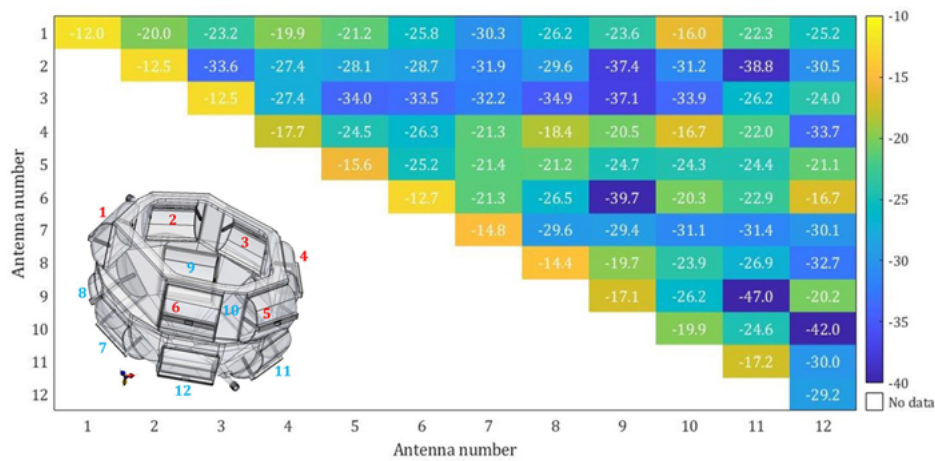 1 -12.0 -20.0 -23.2 -19.9 -21.2 -25.8 -30.3 -26.2 -23.6 -16.0 -22.3 -25.2
2 -12.5 -33.6 -27.4 -28.1 -28.7 -31.9 -29.6 -37.4 -31.2 -38.8 -30.5
3 -12.5 -27.4 -34.0 -33.5 -32.2 -34.9 -37.1 -33.9 -26.2 -24.0
4 -17.7 -24.5 -26.3 -21.3 -18.4 -20.5 -16.7 -22.0 -33.7
5 -15.6 -25.2 -21.4 -21.2 -24.7 -24.3 -24.4 -21.1
6 -12.7 -21.3 -26.5 -39.7 -20.3 -22.9 -16.7
7 -14.8 -29.6 -29.4 -31.1 -31.4 -30.1
8 -14.4 -19.7 -23.9 -26.9 -32.7
9 -17.1 -26.2 -47.0 -20.2
10 -19.9 -24.6 -42.0
11 -17.2 -30.0
12 -29.2
1 2 3 4 5 6 7 8 9 10 11 12
Antenna number
Antenna number
1
2
3
4
9
8
6
10
5
7
11
12
-10
-15
-20
-25
-30
-35
-40
No data